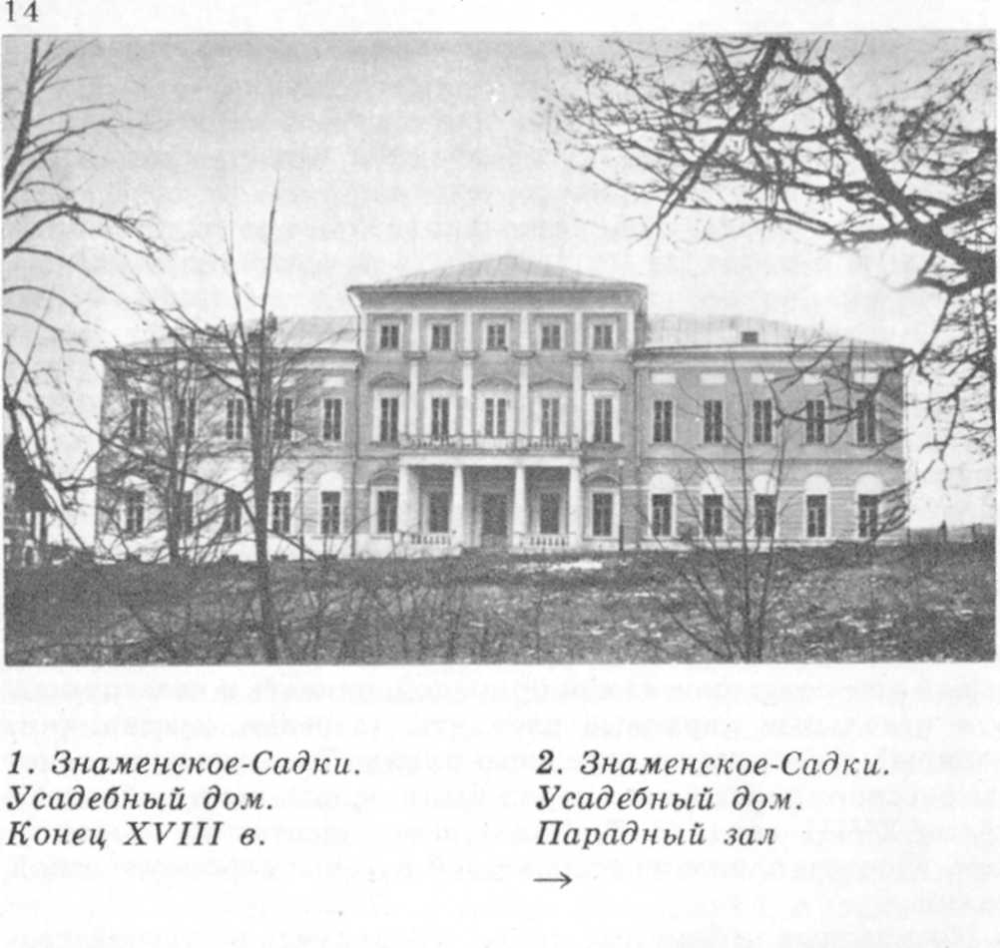 14
1. Знаменское-Садки.
Усадебный дом.
Конец XVIII в.
2. Знаменское-Садки.
Усадебный дом.
Парадный зал
→